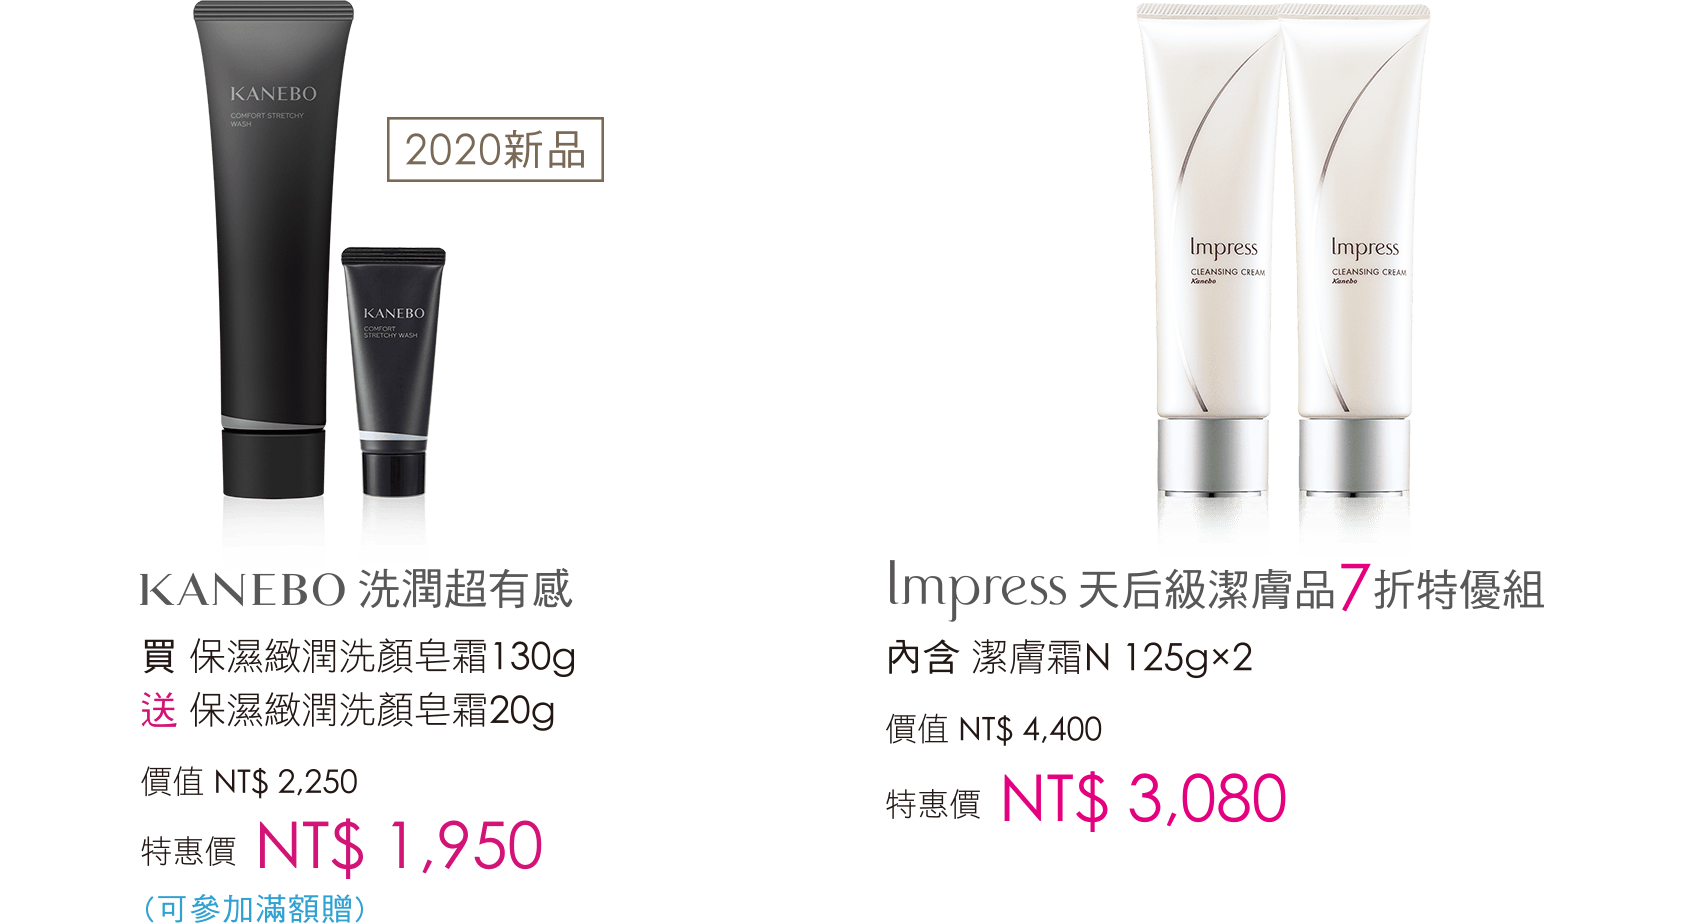 KANEBO
COMFORT STRETCHY
WASH
2020新品
KANEBO
COMFORT
STRETCHY WASH
KANEBO 洗潤超有感
買 保濕緻潤洗顏皂霜130g
送 保濕緻潤洗顏皂霜20g
價值 NT$ 2,250
特惠價 NT$ 1,950
(可參加滿額贈)
Impress
CLEANSING CREAM
Kanebo
Impress
CLEANSING CREAM
Kanebo
Impress 天后級潔膚品7折特優組
內含 潔膚霜N 125g×2
價值 NT$ 4,400
特惠價 NT$ 3,080